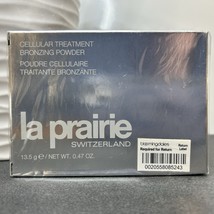 CELLULAR TREATMENT
BRONZING POWDER
POUDRE CELLULAIRE
TRAITANTE BRONZANTE
la prairie
SWITZERLAND
13.5 g e / NET WT. 0.47 OZ.
bloomingdales
Required for Return
Return
Label
0020558085243